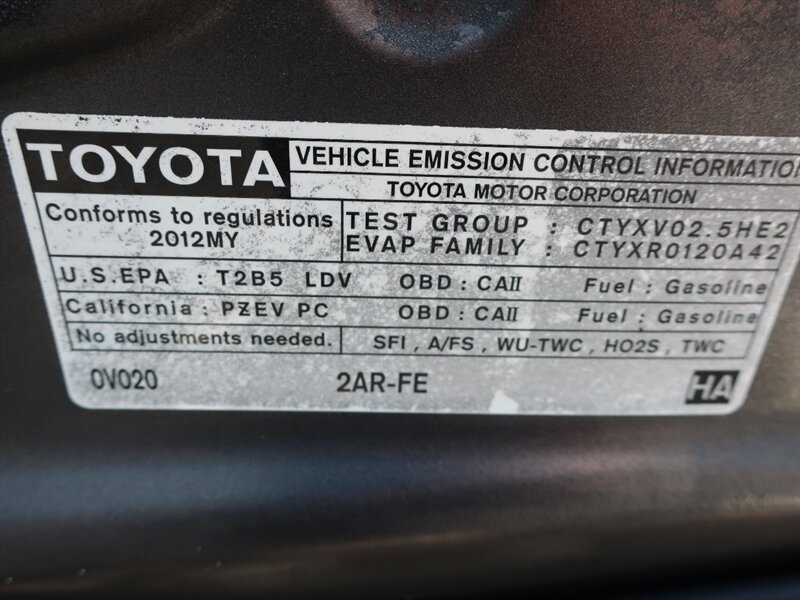 TOYOTA VEHICLE EMISSION CONTROL INFORMATION
TOYOTA MOTOR CORPORATION
Conforms to regulations
2012MY
TEST GROUP : CTYXV02.5HE2
EVAP FAMILY : CTYXR0120A42
U.S.EPA : T2B5 LDV OBD : CAII Fuel : Gasoline
California : PZEV PC OBD : CAII Fuel : Gasoline
No adjustments needed. SFI , A/FS , WU-TWC , HO2S , TWC
0V020 2AR-FE HA